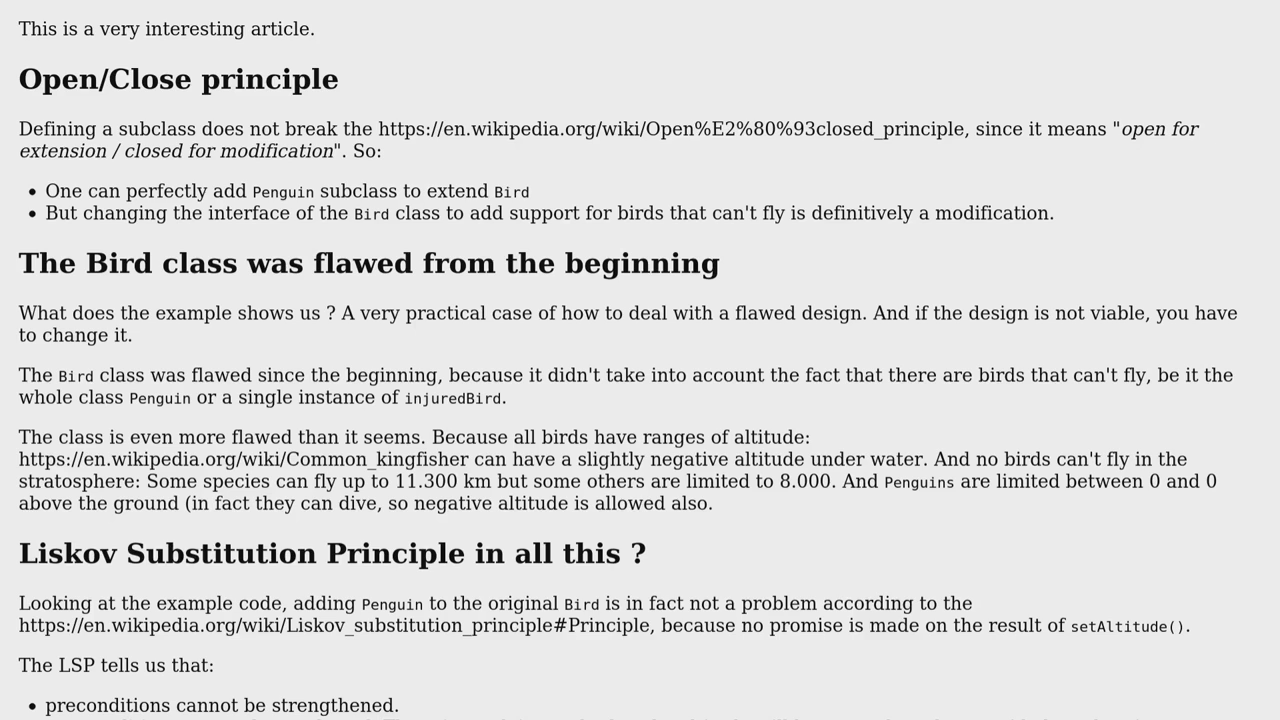 This is a very interesting article.
Open/Close principle
Defining a subclass does not break the https://en.wikipedia.org/wiki/Open%E2%80%93closed_principle, since it means "open for
extension / closed for modification". So:
• One can perfectly add Penguin subclass to extend Bird
• But changing the interface of the Bird class to add support for birds that can't fly is definitively a modification.
The Bird class was flawed from the beginning
What does the example shows us ? A very practical case of how to deal with a flawed design. And if the design is not viable, you have
to change it.
The Bird class was flawed since the beginning, because it didn't take into account the fact that there are birds that can't fly, be it the
whole class Penguin or a single instance of injuredBird.
The class is even more flawed than it seems. Because all birds have ranges of altitude:
https://en.wikipedia.org/wiki/Common_kingfisher can have a slightly negative altitude under water. And no birds can't fly in the
stratosphere: Some species can fly up to 11.300 km but some others are limited to 8.000. And Penguins are limited between 0 and 0
above the ground (in fact they can dive, so negative altitude is allowed also.
Liskov Substitution Principle in all this ?
Looking at the example code, adding Penguin to the original Bird is in fact not a problem according to the
https://en.wikipedia.org/wiki/Liskov_substitution_principle#Principle, because no promise is made on the result of setAltitude().
The LSP tells us that:
• preconditions cannot be strengthened.